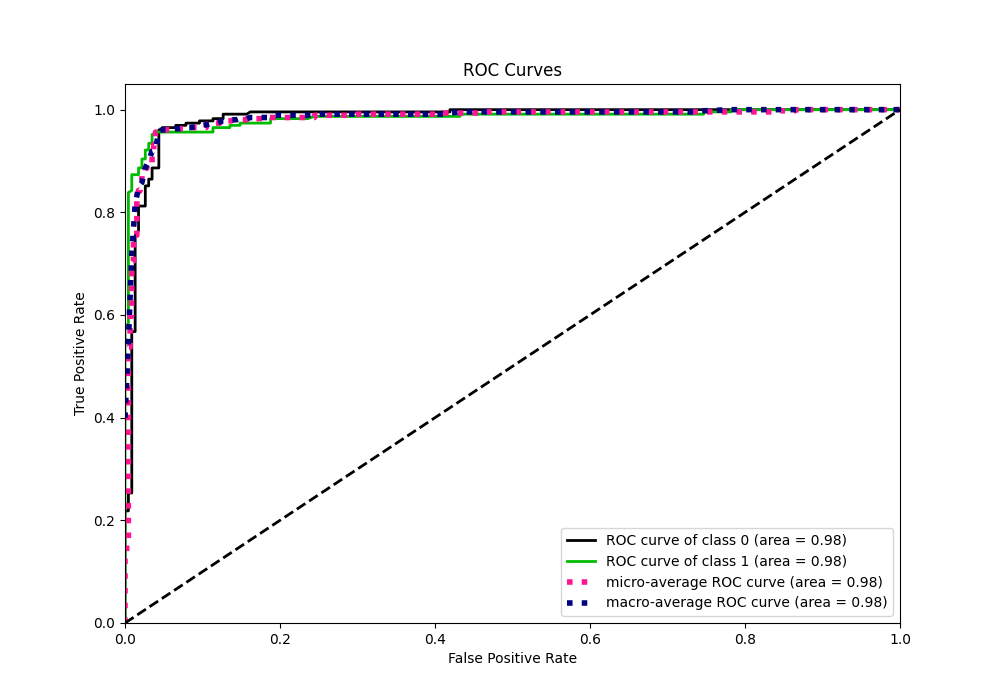 ROC Curves
True Positive Rate
1.0
0.8
0.6
0.4
0.2
0.0
0.0 0.2 0.4 0.6 0.8 1.0
False Positive Rate
ROC curve of class 0 (area = 0.98)
ROC curve of class 1 (area = 0.98)
micro-average ROC curve (area = 0.98)
macro-average ROC curve (area = 0.98)